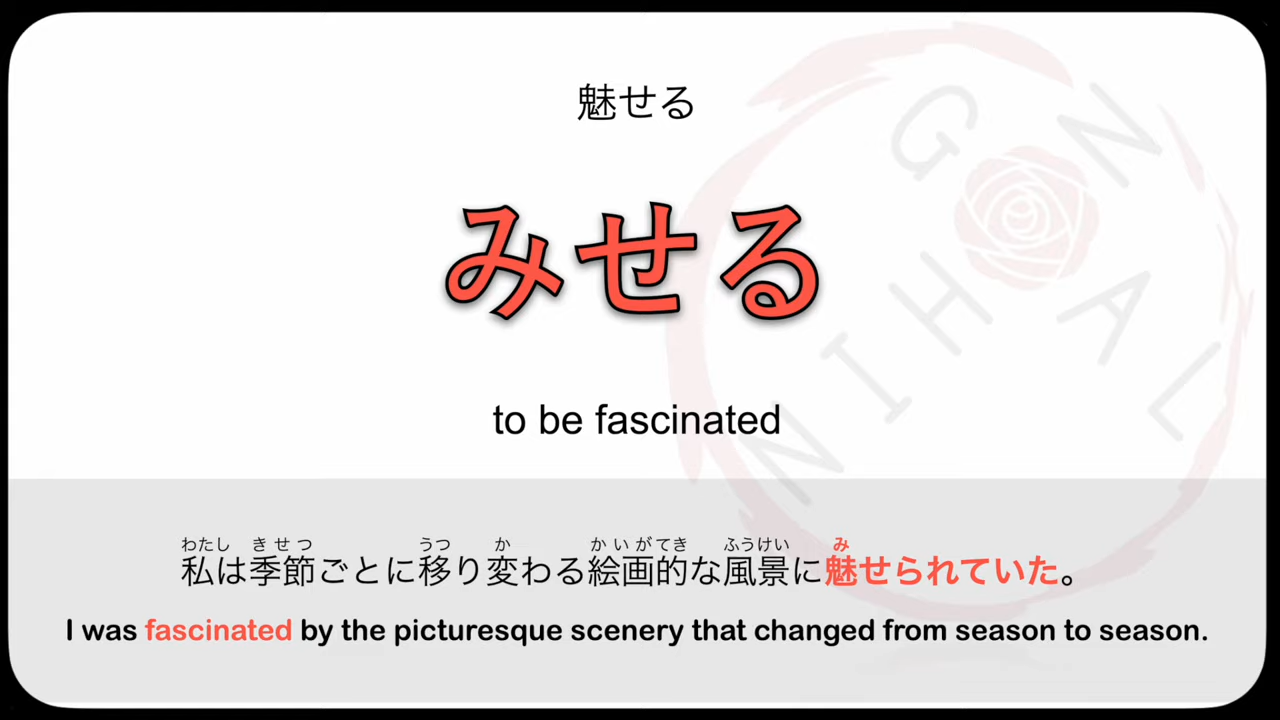 魅せる
みせる
to be fascinated
わたし きせつ うつ か かいがてき ふうけい み
私は季節ごとに移り変わる絵画的な風景に魅せられていた。
I was fascinated by the picturesque scenery that changed from season to season.
NIHAL
GON